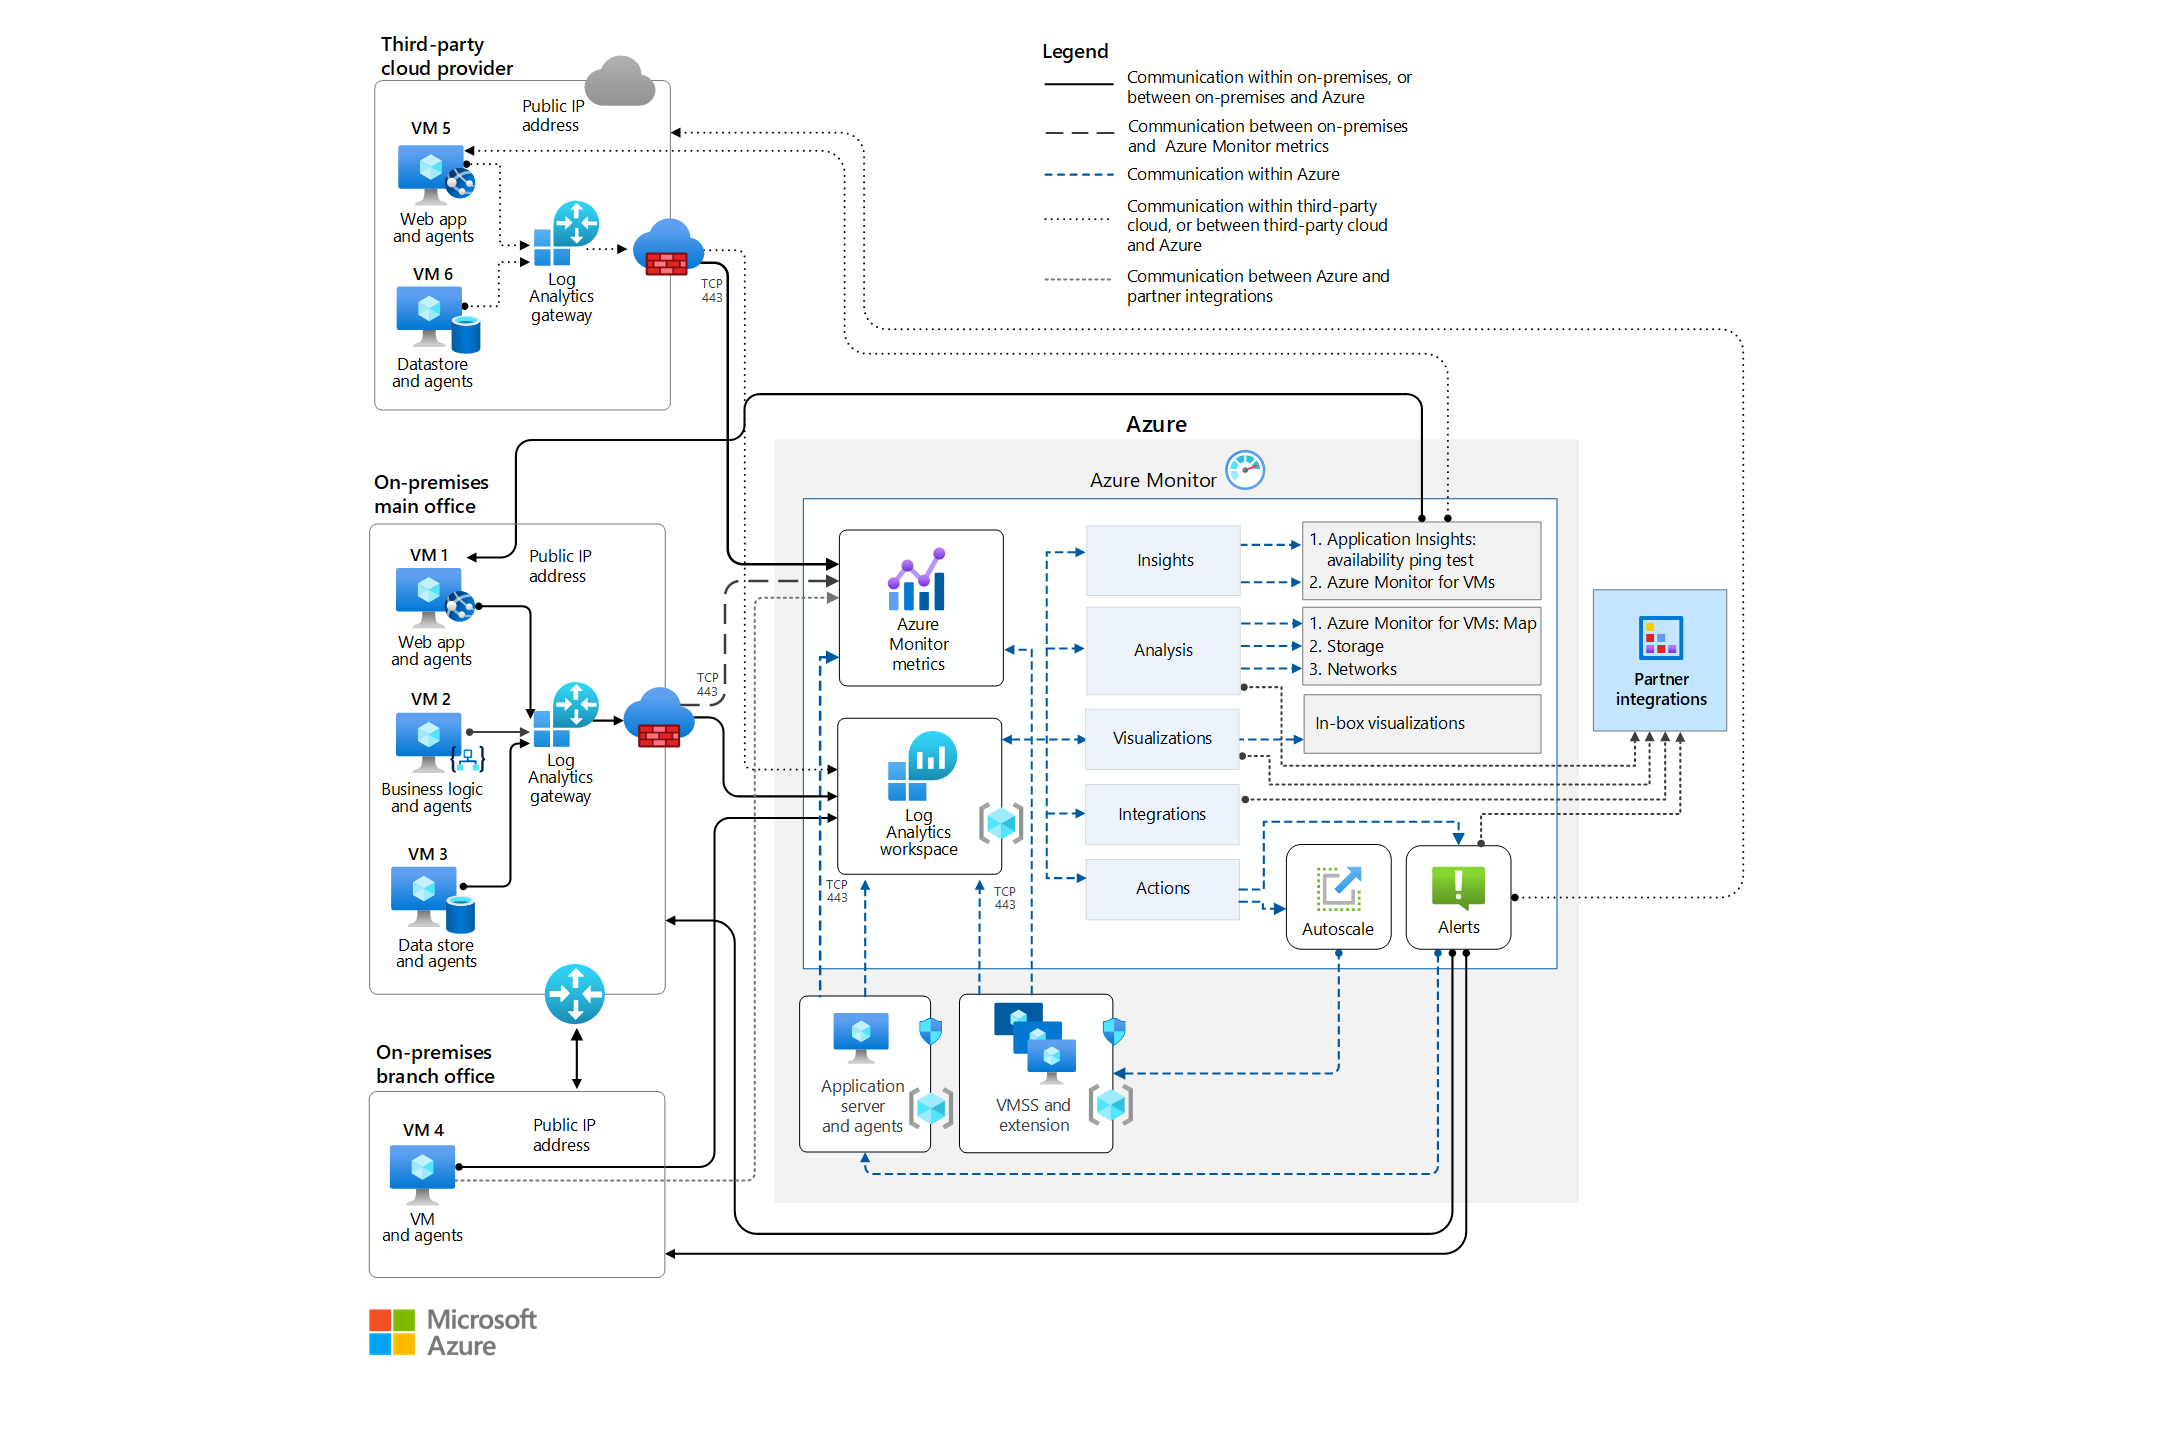 Third-party
cloud provider
Public IP
address
VM 5
Web app
and agents
VM 6
Datastore
and agents
Log
Analytics
gateway
TCP
443
Legend
Communication within on-premises, or
between on-premises and Azure
Communication between on-premises
and Azure Monitor metrics
Communication within Azure
Communication within third-party
cloud, or between third-party cloud
and Azure
Communication between Azure and
partner integrations
On-premises
main office
VM 1
Public IP
address
Web app
and agents
VM 2
Business logic
and agents
Log
Analytics
gateway
TCP
443
VM 3
Data store
and agents
On-premises
branch office
VM 4
Public IP
address
VM
and agents
Azure
Azure Monitor
Azure
Monitor
metrics
Log
Analytics
workspace
TCP
443
TCP
443
Insights
1. Application Insights:
availability ping test
2. Azure Monitor for VMs
Analysis
1. Azure Monitor for VMs: Map
2. Storage
3. Networks
Visualizations
In-box visualizations
Integrations
Actions
Autoscale
Alerts
Partner
integrations
Application
server
and agents
VMSS and
extension
Microsoft
Azure